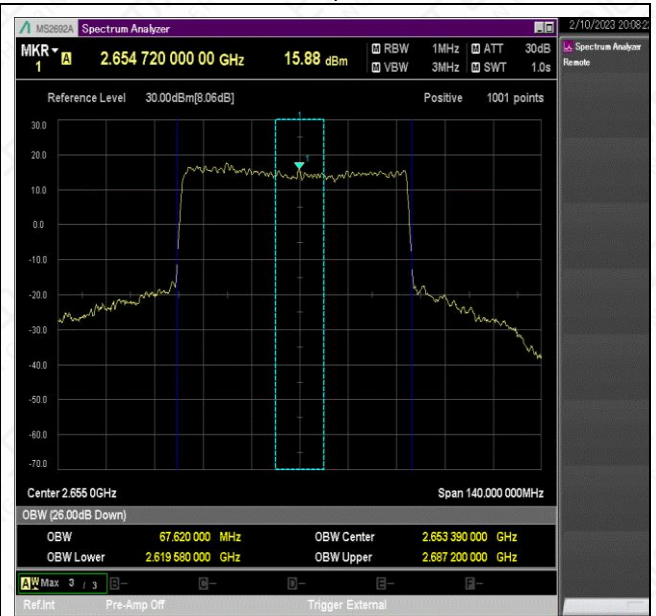 MS2692A Spectrum Analyzer 2/10/2023 20:08:2
MKR 1 A 2.654 720 000 00 GHz 15.88 dBm M RBW 1MHz M ATT 30dB
M VBW 3MHz M SWT 1.0s
Spectrum Analyzer
Remote
Reference Level 30.00dBm[8.06dB] Positive 1001 points
1
30.0
20.0
1
10.0
0.0
-10.0
-20.0
-30.0
-40.0
-50.0
-60.0
-70.0
Center 2.655 0GHz Span 140.000 000MHz
OBW (26.00dB Down)
OBW 67.620 000 MHz OBW Center 2.653 390 000 GHz
OBW Lower 2.619 580 000 GHz OBW Upper 2.687 200 000 GHz
A W Max 3 / 3 B- C- D- E- F-
Ref.Int Pre-Amp Off Trigger External